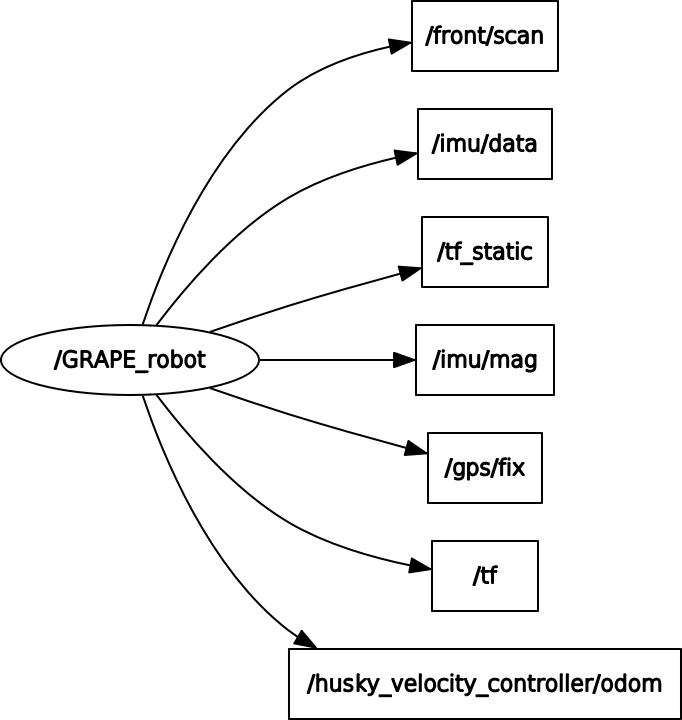 /front/scan
/imu/data
/tf_static
/GRAPE_robot
/imu/mag
/gps/fix
/tf
/husky_velocity_controller/odom